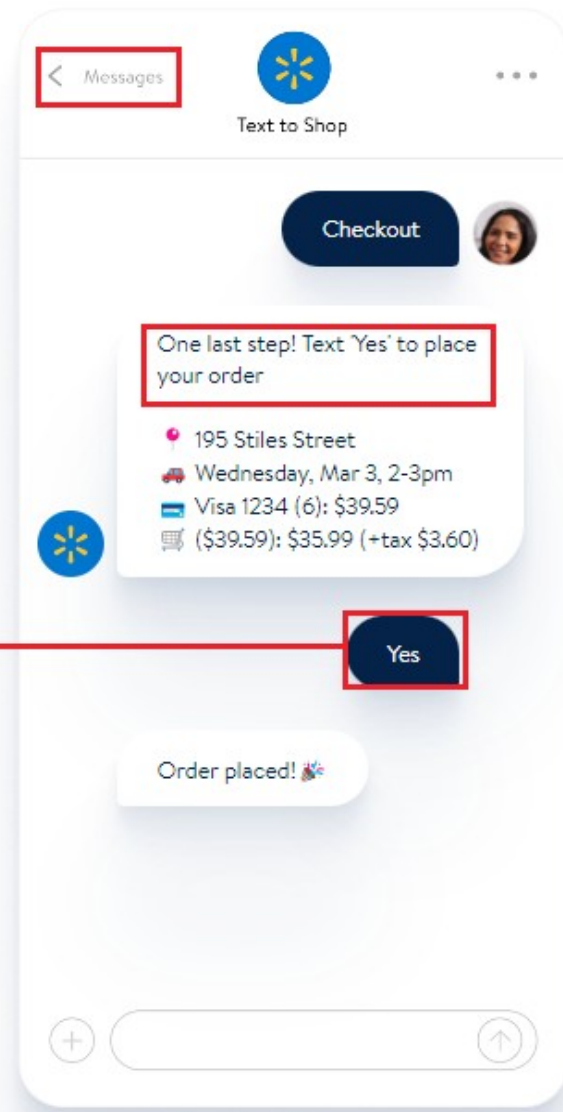 Messages
Text to Shop
Checkout
One last step! Text 'Yes' to place
your order
195 Stiles Street
Wednesday, Mar 3, 2-3pm
Visa 1234 (6): $39.59
($39.59): $35.99 (+tax $3.60)
Yes
Order placed!